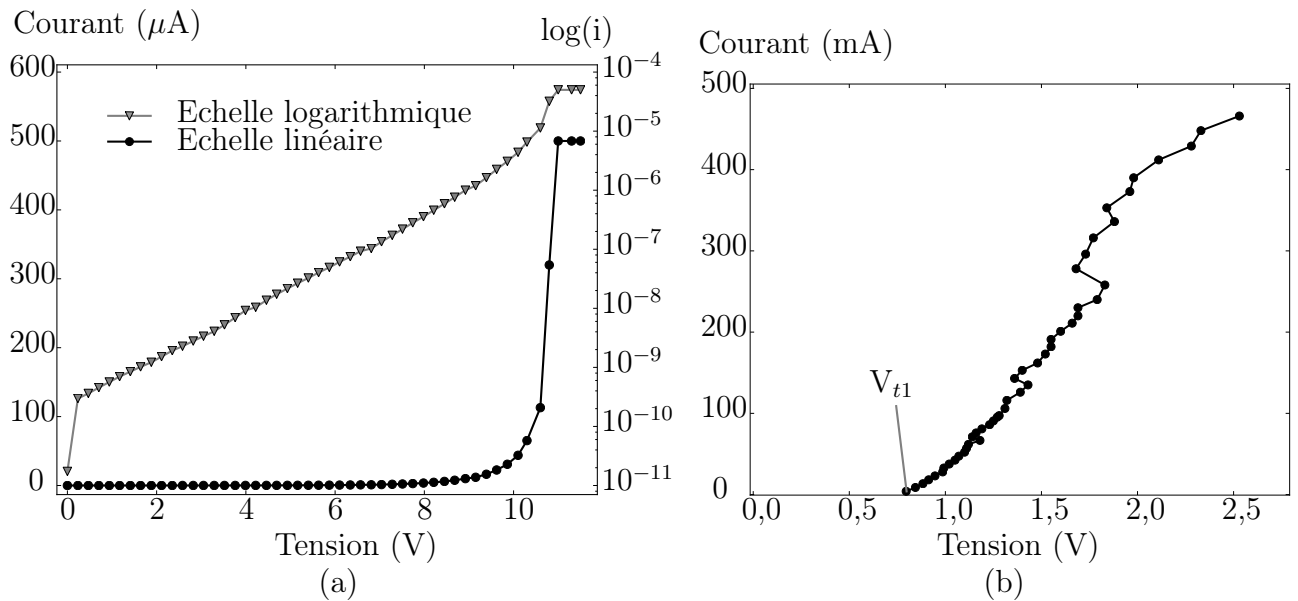 Courant (μA)
log(i)
600
500
400
300
200
100
0
Echelle logarithmique
Echelle linéaire
10⁻⁴
10⁻⁵
10⁻⁶
10⁻⁷
10⁻⁸
10⁻⁹
10⁻¹⁰
10⁻¹¹
0 2 4 6 8 10
Tension (V)
(a)
Courant (mA)
500
400
300
200
100
0
V_{t1}
0,0 0,5 1,0 1,5 2,0 2,5
Tension (V)
(b)